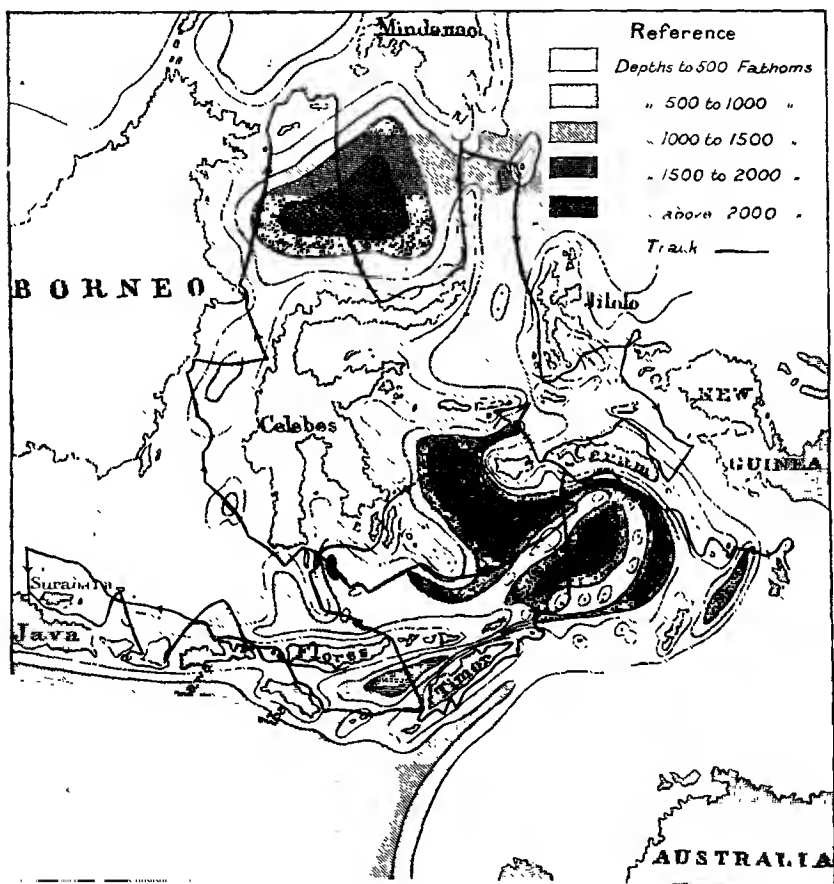 Mindanao
Reference
Depths to 500 Fathoms
„ 500 to 1000 „
„ 1000 to 1500 „
„ 1500 to 2000 „
„ above 2000 „
Track
BORNEO
Jilolo
NEW
GUINEA
Celebes
Ceram
Surabaya
Java
Flores
Timor
AUSTRALIA